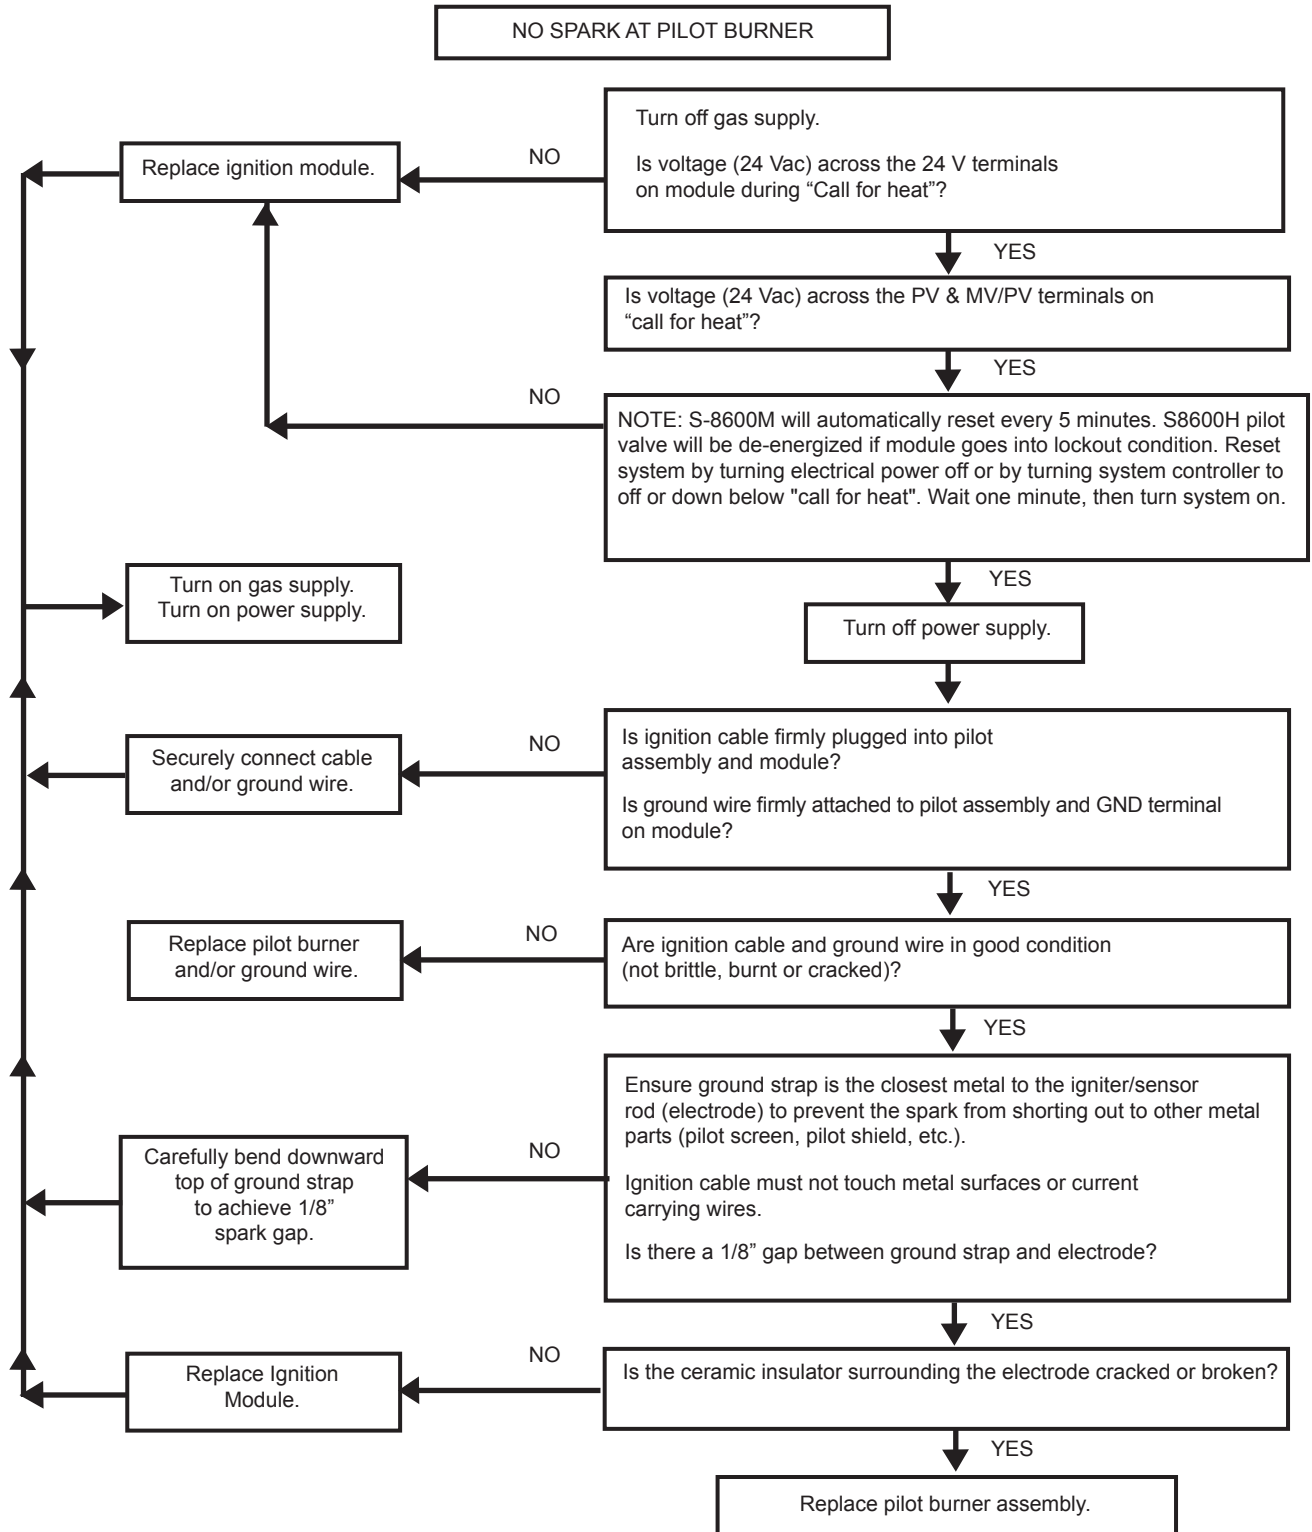 NO SPARK AT PILOT BURNER
Turn off gas supply.
Is voltage (24 Vac) across the 24 V terminals
on module during “Call for heat”?
NO
Replace ignition module.
YES
Is voltage (24 Vac) across the PV & MV/PV terminals on
“call for heat”?
YES
NO
NOTE: S-8600M will automatically reset every 5 minutes. S8600H pilot
valve will be de-energized if module goes into lockout condition. Reset
system by turning electrical power off or by turning system controller to
off or down below "call for heat". Wait one minute, then turn system on.
Turn on gas supply.
Turn on power supply.
YES
Turn off power supply.
Is ignition cable firmly plugged into pilot
assembly and module?
Is ground wire firmly attached to pilot assembly and GND terminal
on module?
NO
Securely connect cable
and/or ground wire.
YES
Are ignition cable and ground wire in good condition
(not brittle, burnt or cracked)?
NO
Replace pilot burner
and/or ground wire.
YES
Ensure ground strap is the closest metal to the igniter/sensor
rod (electrode) to prevent the spark from shorting out to other metal
parts (pilot screen, pilot shield, etc.).
Ignition cable must not touch metal surfaces or current
carrying wires.
Is there a 1/8” gap between ground strap and electrode?
NO
Carefully bend downward
top of ground strap
to achieve 1/8”
spark gap.
YES
Is the ceramic insulator surrounding the electrode cracked or broken?
NO
Replace Ignition
Module.
YES
Replace pilot burner assembly.